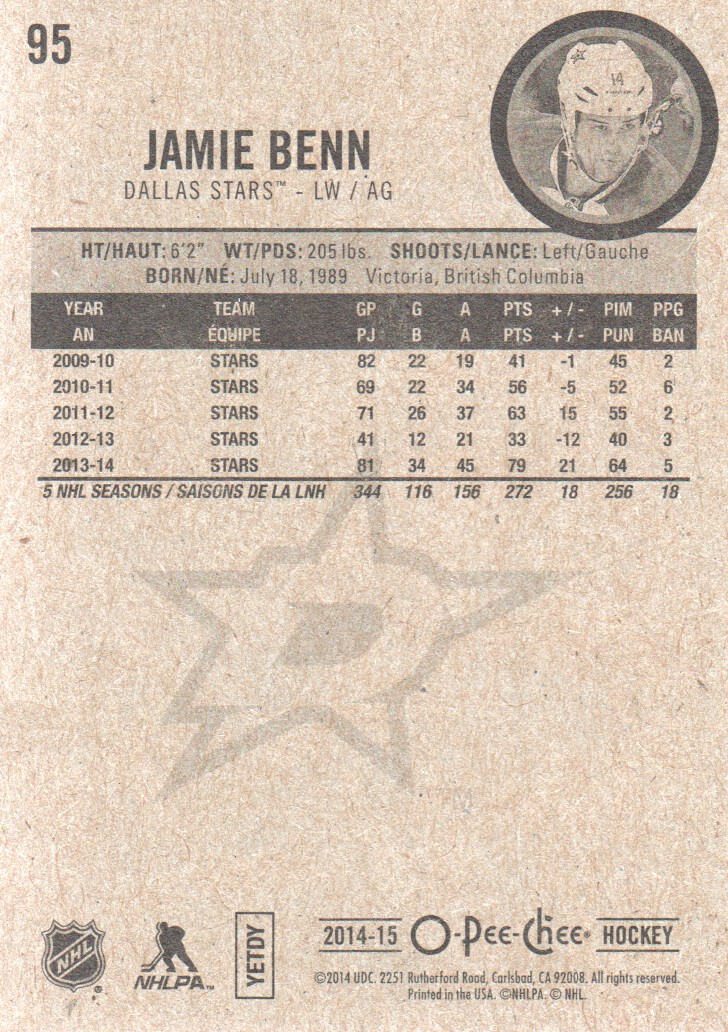 95
14
JAMIE BENN
DALLAS STARS™ - LW / AG
HT/HAUT: 6'2" WT/PDS: 205 lbs. SHOOTS/LANCE: Left/Gauche
BORN/NÉ: July 18, 1989 Victoria, British Columbia
YEAR TEAM GP G A PTS +/- PIM PPG
AN ÉQUIPE PJ B A PTS +/- PUN BAN
2009-10 STARS 82 22 19 41 -1 45 2
2010-11 STARS 69 22 34 56 -5 52 6
2011-12 STARS 71 26 37 63 15 55 2
2012-13 STARS 41 12 21 33 -12 40 3
2013-14 STARS 81 34 45 79 21 64 5
5 NHL SEASONS / SAISONS DE LA LNH 344 116 156 272 18 256 18
D
TM
NHL ®
NHLPA™
YETDY
2014-15 O-Pee-Chee® HOCKEY
©2014 UDC. 2251 Rutherford Road, Carlsbad, CA 92008. All rights reserved.
Printed in the USA. ©NHLPA. © NHL.